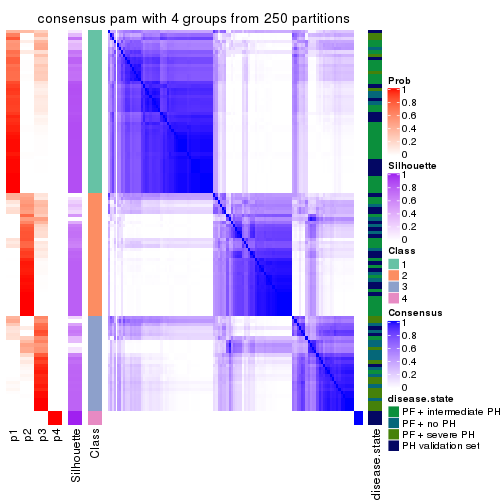 consensus pam with 4 groups from 250 partitions
p1
p2
p3
p4
Silhouette
Class
disease.state
Prob
1
0.8
0.6
0.4
0.2
0
Silhouette
1
0.8
0.6
0.4
0.2
0
Class
1
2
3
4
Consensus
1
0.8
0.6
0.4
0.2
0
disease.state
PF + intermediate PH
PF + no PH
PF + severe PH
PH validation set